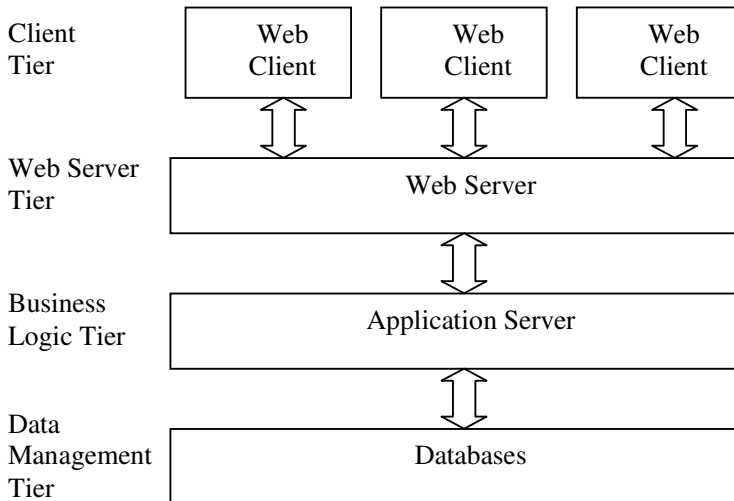 Client
Tier
Web
Client
Web
Client
Web
Client
Web Server
Tier
Web Server
Business
Logic Tier
Application Server
Data
Management
Tier
Databases